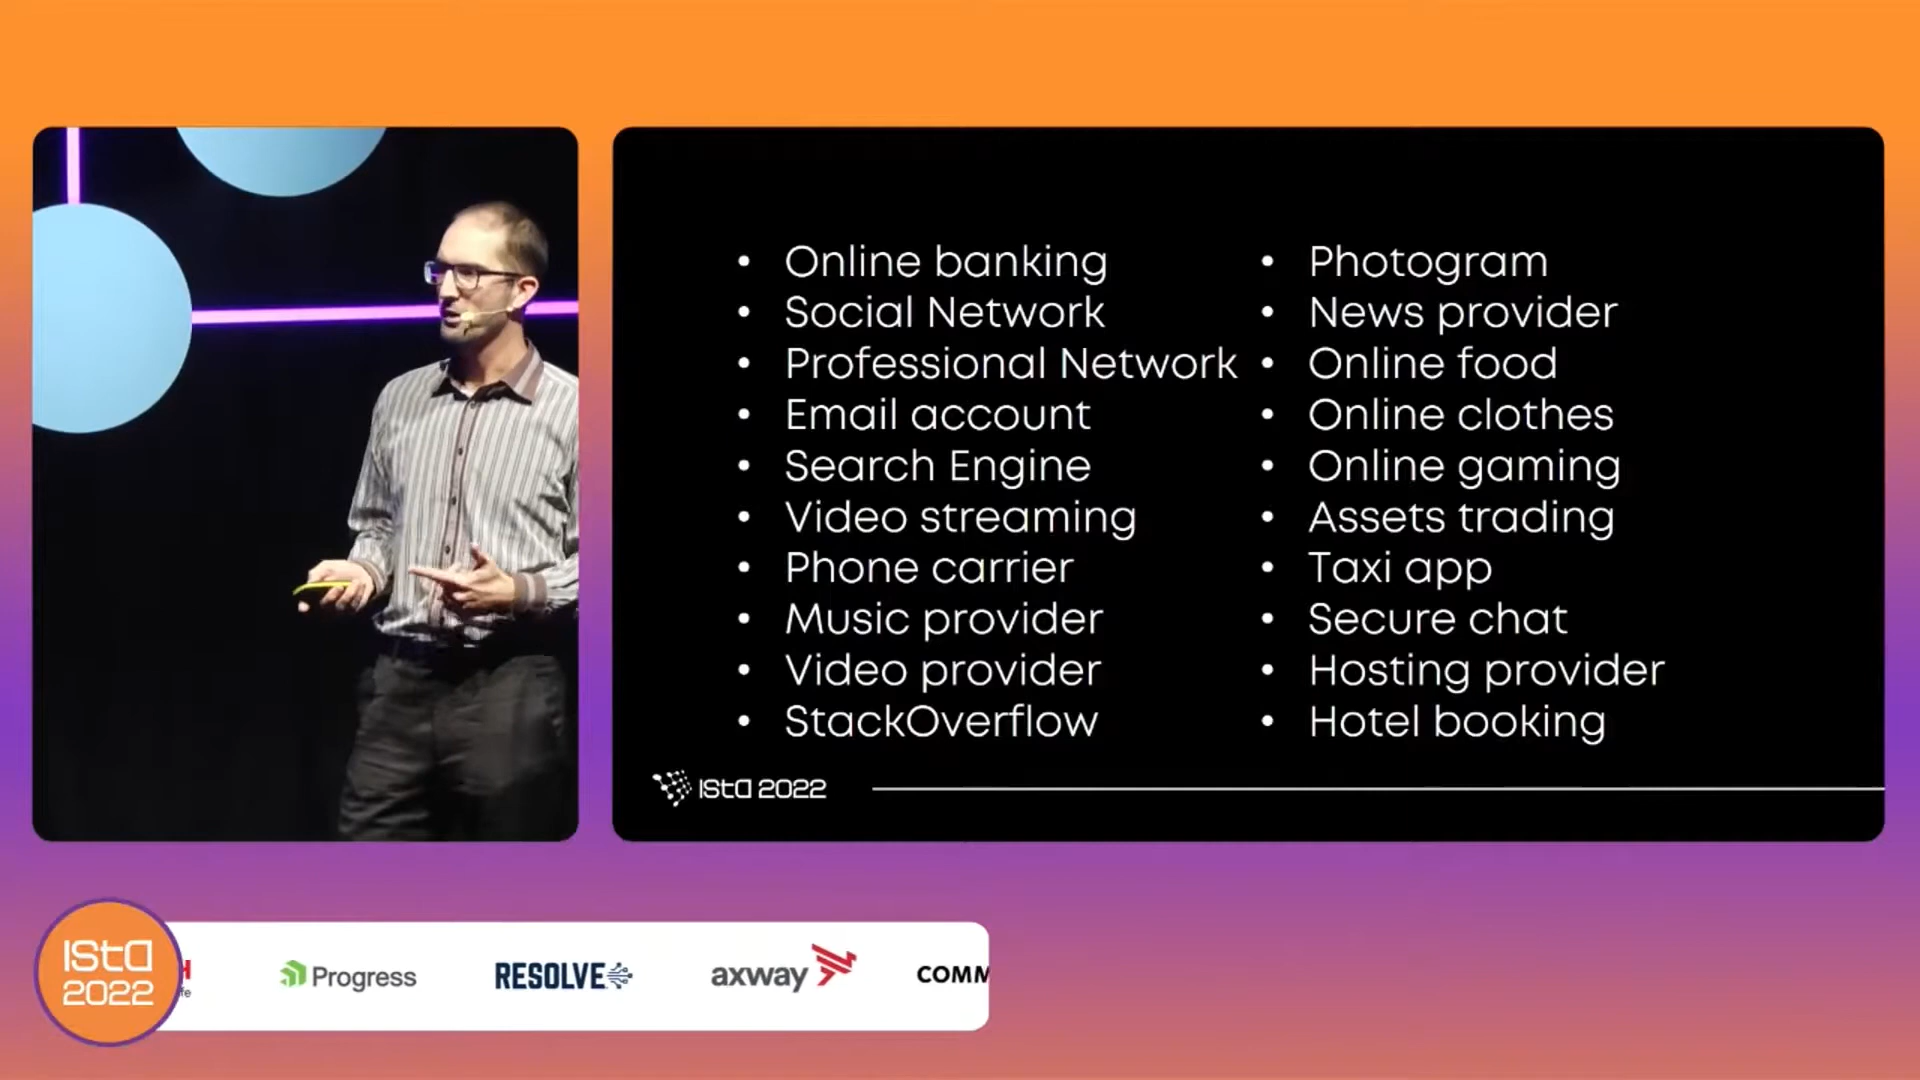 • Online banking
• Social Network
• Professional Network
• Email account
• Search Engine
• Video streaming
• Phone carrier
• Music provider
• Video provider
• StackOverflow
• Photogram
• News provider
• Online food
• Online clothes
• Online gaming
• Assets trading
• Taxi app
• Secure chat
• Hosting provider
• Hotel booking
ISTA 2022
ISTA
2022
Progress
RESOLVE
axway
COMM